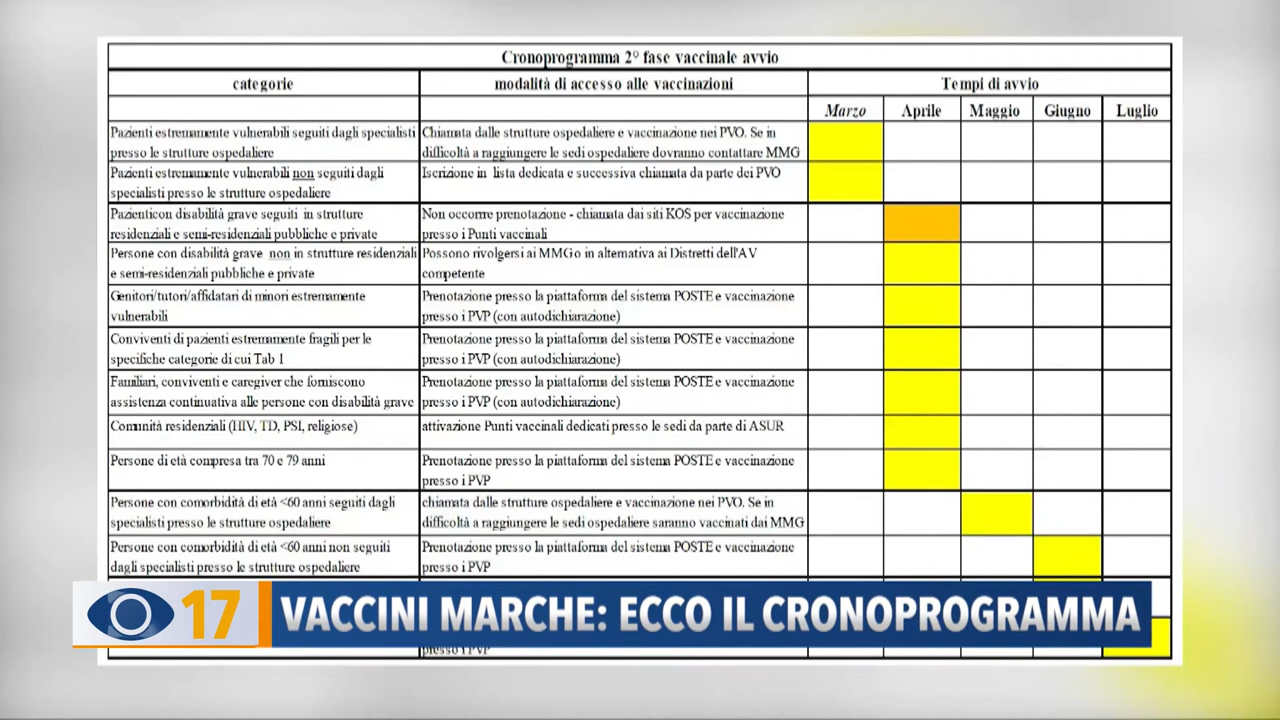 Cronoprogramma 2° fase vaccinale avvio
categorie modalità di accesso alle vaccinazioni Tempi di avvio
Marzo Aprile Maggio Giugno Luglio
Pazienti estremamente vulnerabili seguiti dagli specialisti
presso le strutture ospedaliere
Chiamata dalle strutture ospedaliere e vaccinazione nei PVO. Se in
difficoltà a raggiungere le sedi ospedaliere dovranno contattare MMG
Pazienti estremamente vulnerabili non seguiti dagli
specialisti presso le strutture ospedaliere
Iscrizione in lista dedicata e successiva chiamata da parte dei PVO
Pazienticon disabilità grave seguiti in strutture
residenziali e semi-residenziali pubbliche e private
Non occorrre prenotazione - chiamata dai siti KOS per vaccinazione
presso i Punti vaccinali
Persone con disabilità grave non in strutture residenziali
e semi-residenziali pubbliche e private
Possono rivolgersi ai MMGo in alternativa ai Distretti dell'AV
competente
Genitori/tutori/affidatari di minori estremamente
vulnerabili
Prenotazione presso la piattaforma del sistema POSTE e vaccinazione
presso i PVP (con autodichiarazione)
Conviventi di pazienti estremamente fragili per le
specifiche categorie di cui Tab 1
Prenotazione presso la piattaforma del sistema POSTE e vaccinazione
presso i PVP (con autodichiarazione)
Familiari, conviventi e caregiver che forniscono
assistenza continuativa alle persone con disabilità grave
Prenotazione presso la piattaforma del sistema POSTE e vaccinazione
presso i PVP (con autodichiarazione)
Comunità residenziali (HIV, TD, PSI, religiose)
attivazione Punti vaccinali dedicati presso le sedi da parte di ASUR
Persone di età compresa tra 70 e 79 anni
Prenotazione presso la piattaforma del sistema POSTE e vaccinazione
presso i PVP
Persone con comorbidità di età <60 anni seguiti dagli
specialisti presso le strutture ospedaliere
chiamata dalle strutture ospedaliere e vaccinazione nei PVO. Se in
difficoltà a raggiungere le sedi ospedaliere saranno vaccinati dai MMG
Persone con comorbidità di età <60 anni non seguiti
dagli specialisti presso le strutture ospedaliere
Prenotazione presso la piattaforma del sistema POSTE e vaccinazione
presso i PVP
17 VACCINI MARCHE: ECCO IL CRONOPROGRAMMA
presso i PVP